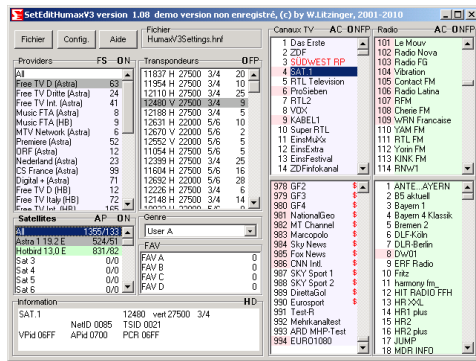 SetEditHumaxV3 version 1.08 demo version non enregistré, (c) by W.Litzinger, 2001-2010
Fichier
Config.
Aide
Fichier
HumaxV3Settings.hnf
Providers FS ON
All
Free TV D (Astra) 63
Free TV Dritte (Astra) 24
Free TV Int. (Astra) 41
Music FTA (Astra) 8
Music FTA (HB) 9
MTV Network (Astra) 6
Premiere (Astra) 52
ORF (Astra) 12
Nederland (Astra) 23
CS France (Astra) 99
Digital + (Astra) 71
Free TV D (HB) 12
Free TV Italy (HB) 72
Free TV Int. (HB) 165
Transpondeurs OFP
11837 H 27500 3/4 20
11954 H 27500 3/4 10
12110 H 27500 3/4 5
12480 V 27500 3/4 9
12188 H 27500 3/4 5
12631 H 22000 5/6 10
12670 V 22000 5/6 2
12552 V 22000 5/6 5
11054 H 27500 5/6 5
12399 H 27500 3/4 25
11604 H 27500 5/6 16
12692 H 22000 5/6 28
12226 H 27500 3/4 6
12148 H 27500 3/4 14
Satellites AP ON
All 1355/133
Astra 1 19.2 E 524/51
Hotbird 13,0 E 831/82
Sat 3 0/0
Sat 4 0/0
Sat 5 0/0
Sat 6 0/0
Genre
User A
FAV
FAV A 0
FAV B 0
FAV C 0
FAV D 0
Information HD
SAT.1 12480 vert 27500 3/4
NetID 0085 TSID 0021
VPid 06FF APid 0700 PCR 06FF
Canaux TV AC ONFP
1 Das Erste
2 ZDF
3 SÜDWEST RP
4 SAT.1
5 RTL Television
6 ProSieben
7 RTL2
8 VOX
9 KABEL1
10 Super RTL
11 EinsMuXx
12 EinsExtra
13 EinsFestival
14 ZDFinfokanal
978 GF2 $
979 GF3 $
980 GF4 $
981 NationalGeo $
982 MT Channel $
983 Marcopolo $
984 Sky News $
985 Fox News $
986 CNN Intl. $
987 SKY Sport 1 $
988 SKY Sport 2 $
989 DirettaGol $
990 Eurosport $
991 Test-R
992 Mehrkanaltest
993 ARD MHP-Test
994 EURO1080
Radio AC ONFP
101 Le Mouv
102 Radio Nova
103 Radio FG
104 Vibration
105 Contact FM
106 Radio Latina
107 RFM
108 Cherie FM
109 WRN Francaise
110 YAM FM
111 RTL FM
112 Yorin FM
113 KINK FM
114 RNW1
1 ANTE...AYERN
2 B5 aktuell
3 Bayern 1
4 Bayern 4 Klassik
5 Bremen 2
6 DLF-Köln
7 DLR-Berlin
8 DW01
9 ERF Radio
10 Fritz
11 harmony fm_
12 HIT RADIO FFH
13 HR XXL
14 HR1 plus
15 HR2
16 HR2 plus
17 JUMP
18 MDR INFO